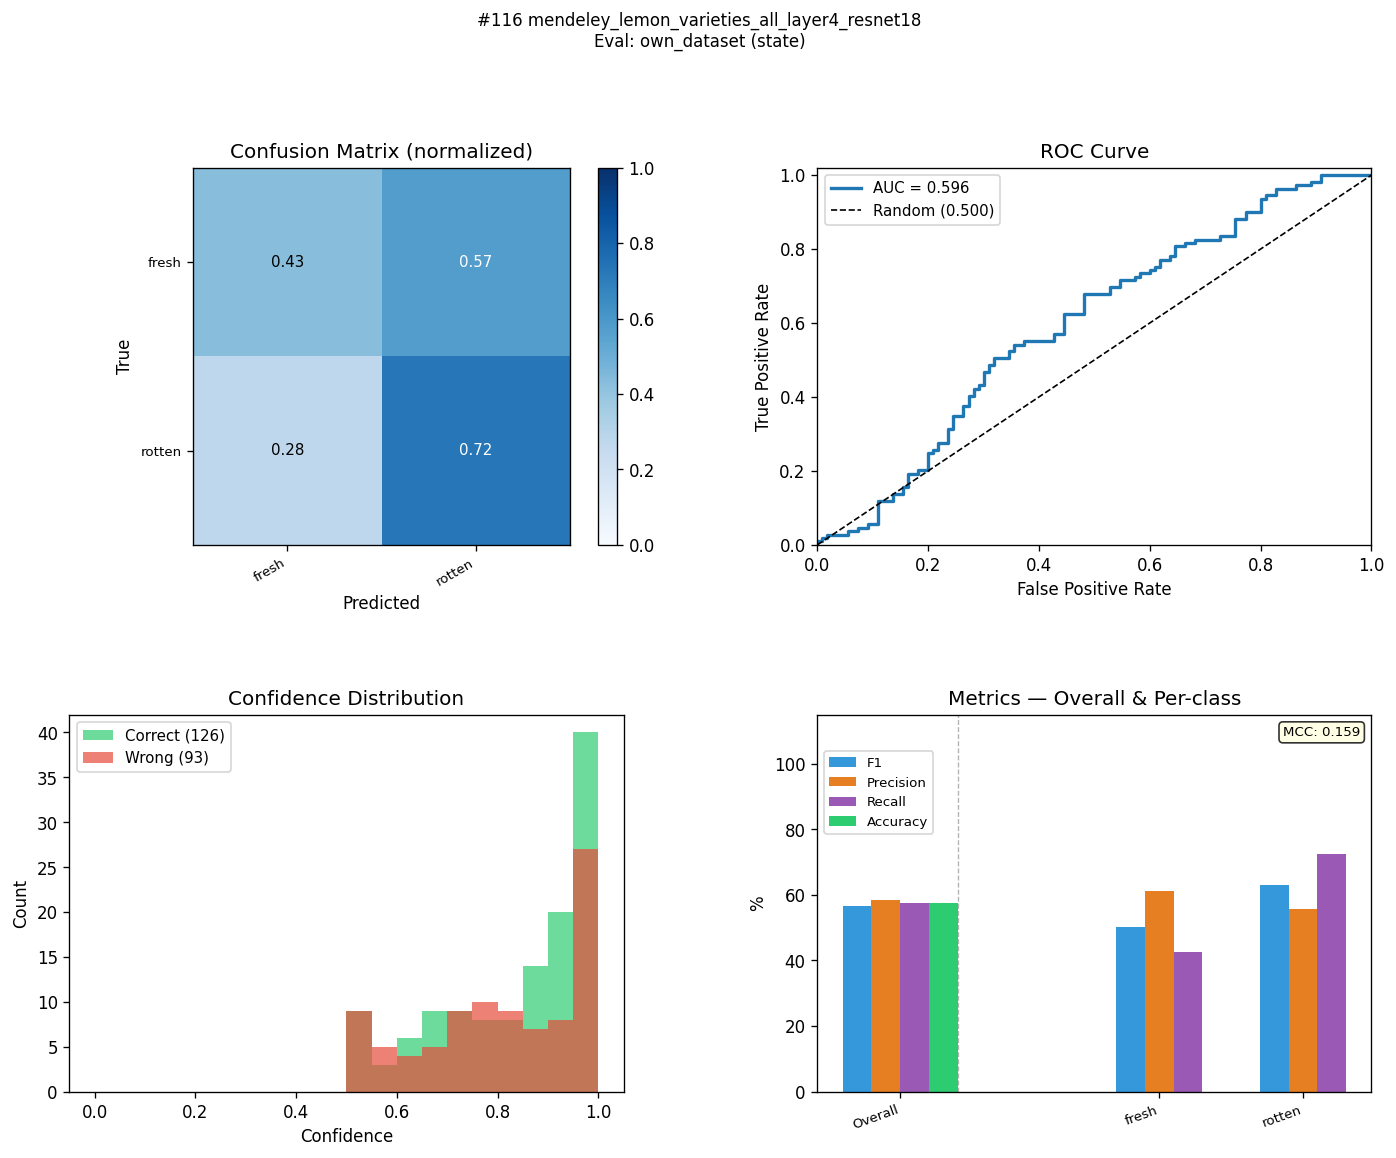 #116 mendeley_lemon_varieties_all_layer4_resnet18
Eval: own_dataset (state)
Confusion Matrix (normalized)
True
fresh
rotten
0.43
0.57
0.28
0.72
fresh
rotten
Predicted
1.0
0.8
0.6
0.4
0.2
0.0
ROC Curve
AUC = 0.596
Random (0.500)
True Positive Rate
1.0
0.8
0.6
0.4
0.2
0.0
0.0 0.2 0.4 0.6 0.8 1.0
False Positive Rate
Confidence Distribution
Correct (126)
Wrong (93)
Count
40
35
30
25
20
15
10
5
0
0.0 0.2 0.4 0.6 0.8 1.0
Confidence
Metrics — Overall & Per-class
MCC: 0.159
F1
Precision
Recall
Accuracy
%
100
80
60
40
20
0
Overall
fresh
rotten